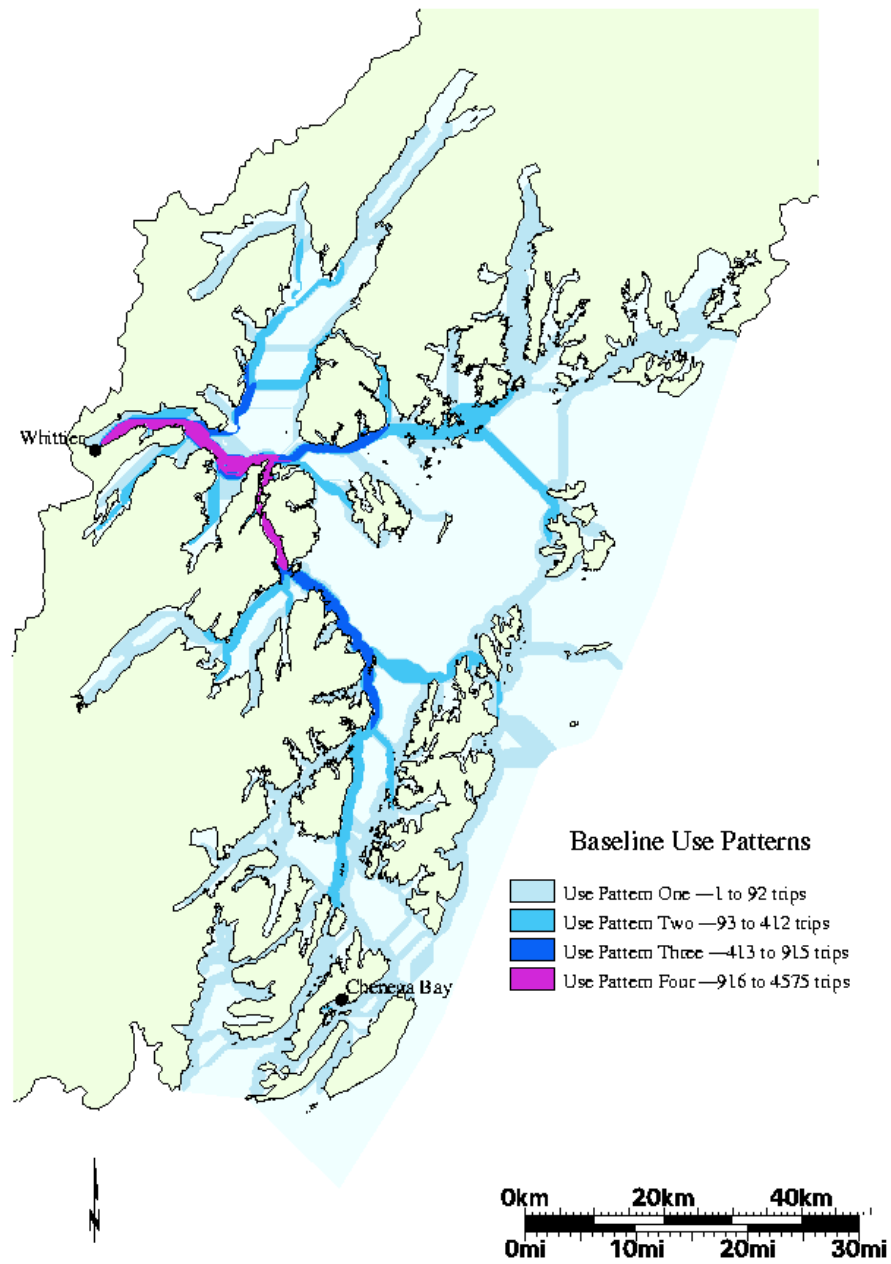 Whittier
Baseline Use Patterns
Use Pattern One —1 to 92 trips
Use Pattern Two —93 to 412 trips
Use Pattern Three —413 to 915 trips
Use Pattern Four —916 to 4575 trips
Chenega Bay
N
0km 20km 40km
0mi 10mi 20mi 30mi